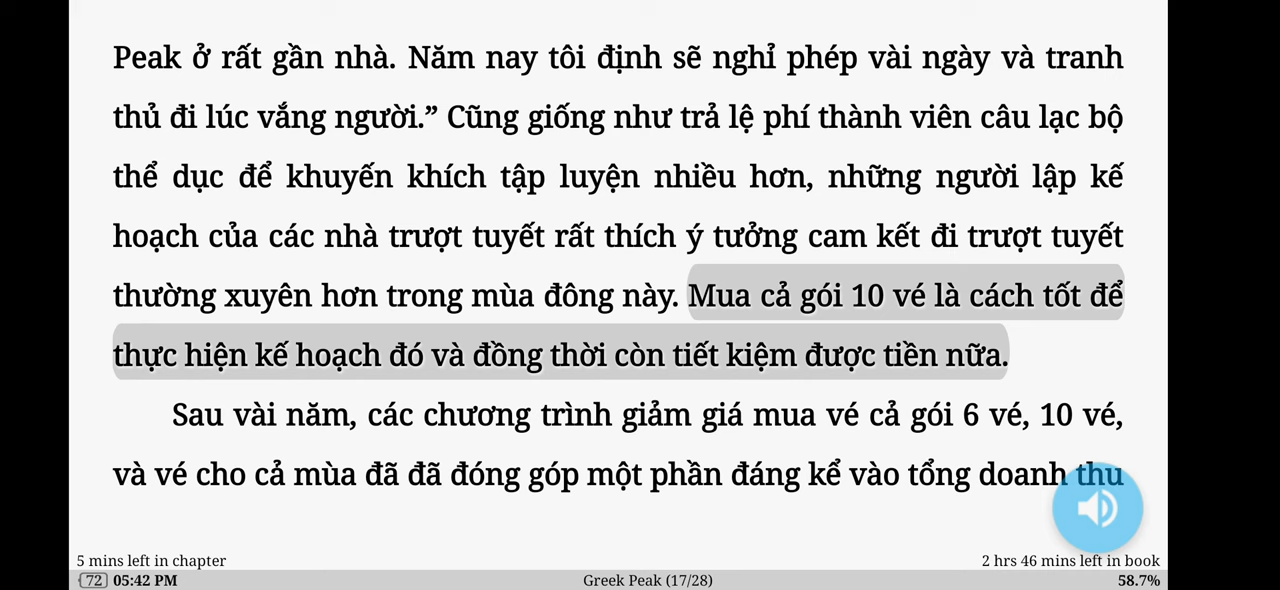 Peak ở rất gần nhà. Năm nay tôi định sẽ nghỉ phép vài ngày và tranh
thủ đi lúc vắng người.” Cũng giống như trả lệ phí thành viên câu lạc bộ
thể dục để khuyến khích tập luyện nhiều hơn, những người lập kế
hoạch của các nhà trượt tuyết rất thích ý tưởng cam kết đi trượt tuyết
thường xuyên hơn trong mùa đông này. Mua cả gói 10 vé là cách tốt để
thực hiện kế hoạch đó và đồng thời còn tiết kiệm được tiền nữa.
Sau vài năm, các chương trình giảm giá mua vé cả gói 6 vé, 10 vé,
và vé cho cả mùa đã đã đóng góp một phần đáng kể vào tổng doanh thu
5 mins left in chapter 2 hrs 46 mins left in book
72 05:42 PM Greek Peak (17/28) 58.7%